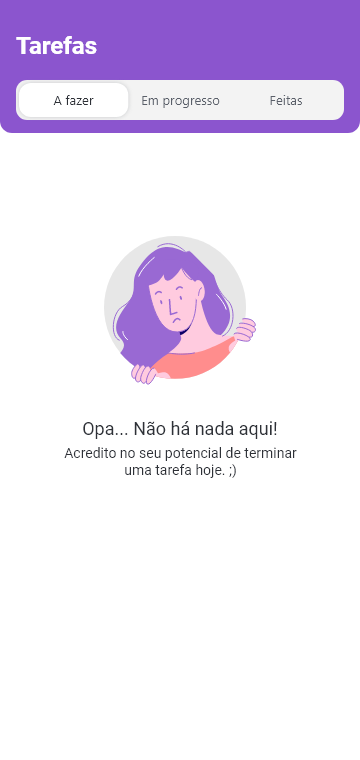 Tarefas
A fazer
Em progresso
Feitas
Opa... Não há nada aqui!
Acredito no seu potencial de terminar
uma tarefa hoje. ;)